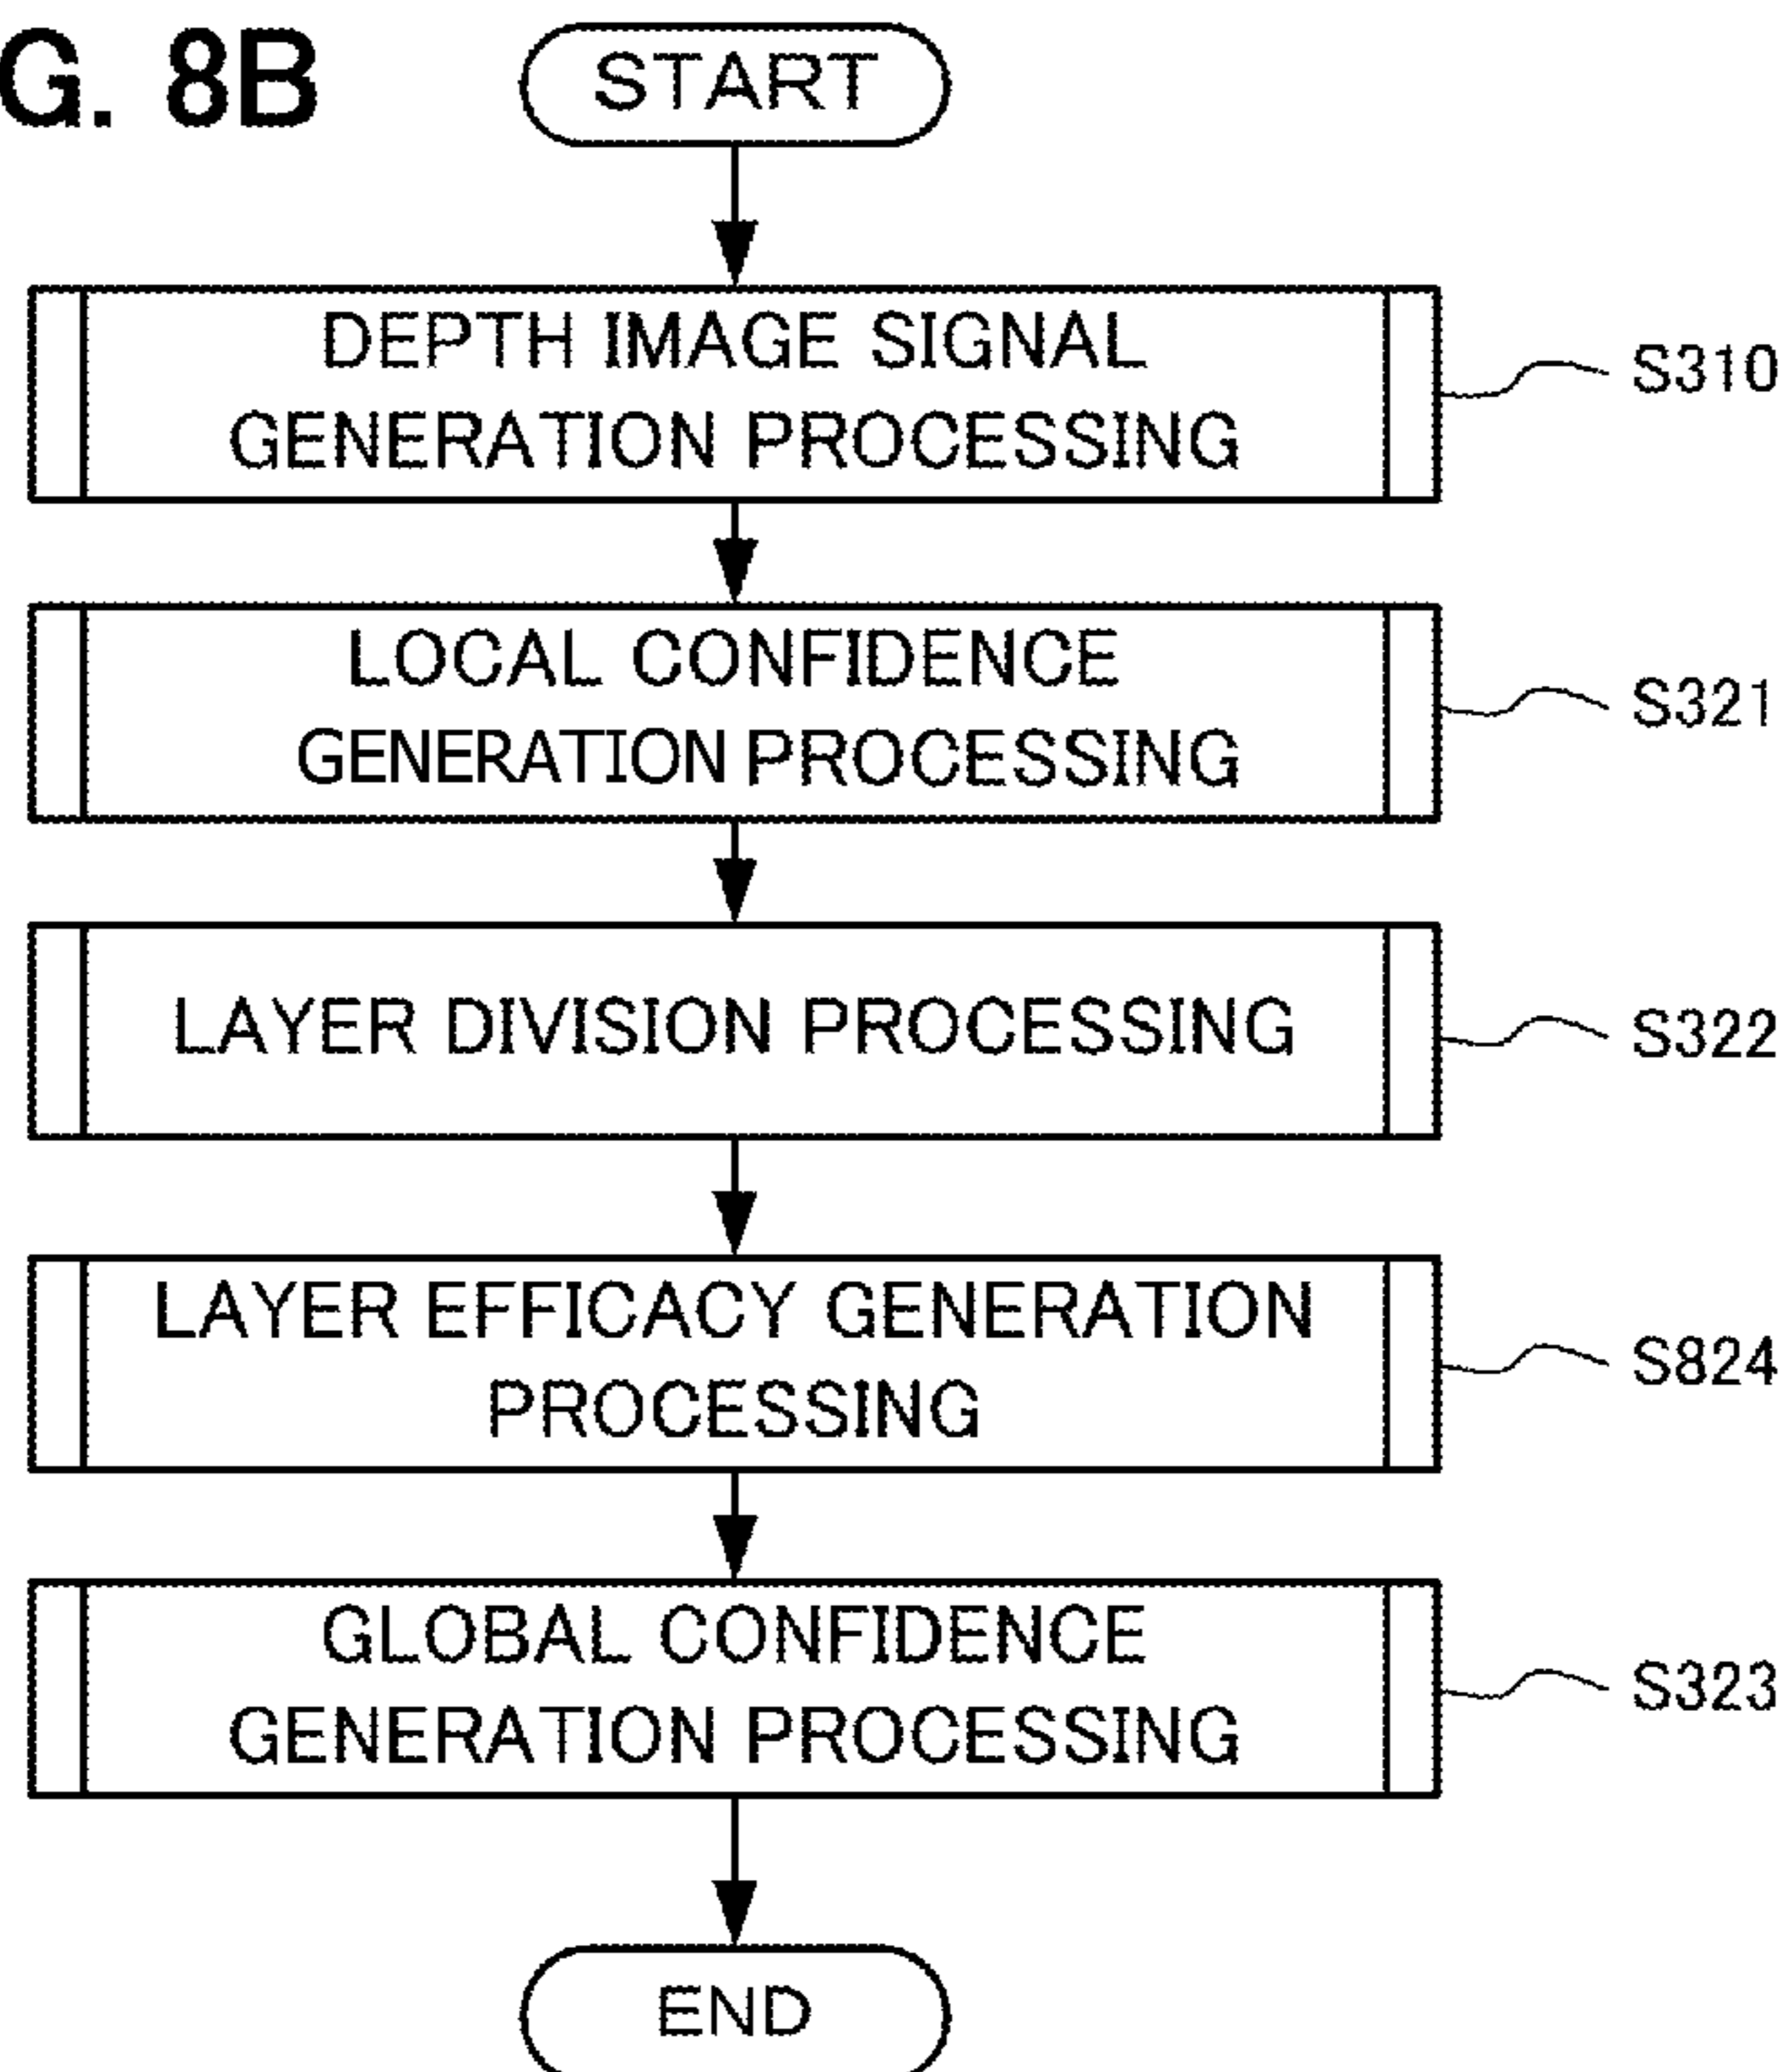 G. 8B
START
DEPTH IMAGE SIGNAL
GENERATION PROCESSING
S310
LOCAL CONFIDENCE
GENERATION PROCESSING
S321
LAYER DIVISION PROCESSING
S322
LAYER EFFICACY GENERATION
PROCESSING
S824
GLOBAL CONFIDENCE
GENERATION PROCESSING
S323
END